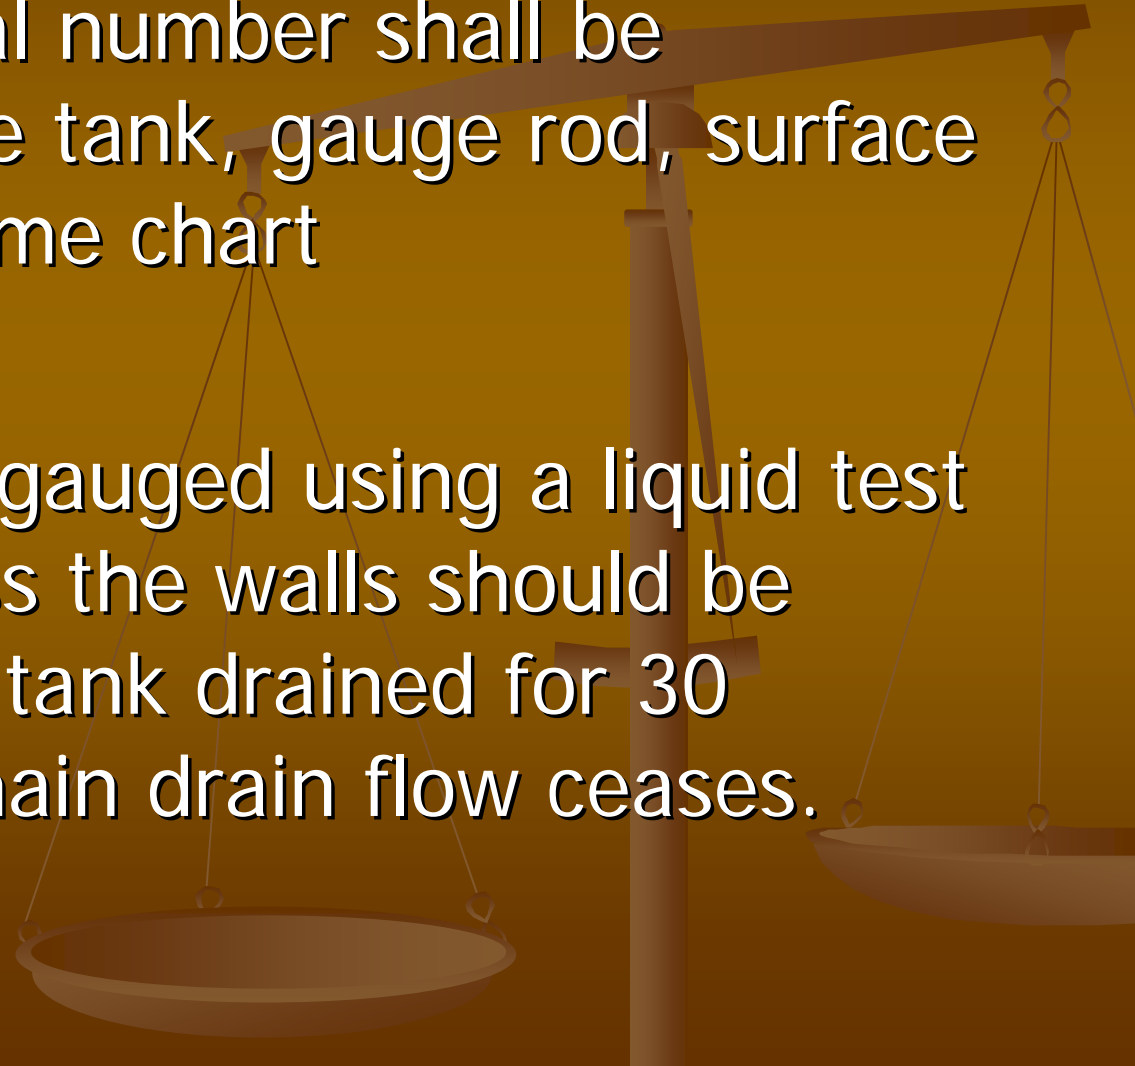 al number shall be
e tank, gauge rod, surface
me chart
gauged using a liquid test
s the walls should be
tank drained for 30
ain drain flow ceases.